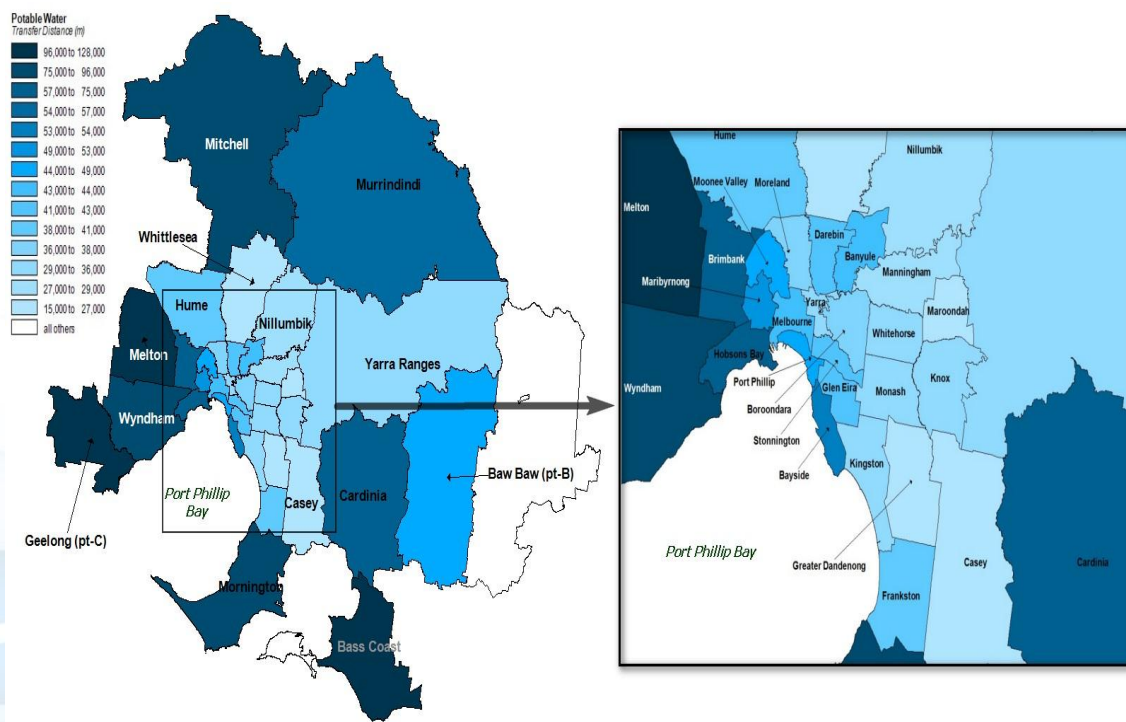 Potable Water
Transfer Distance (m)
96,000 to 128,000
75,000 to 96,000
57,000 to 75,000
54,000 to 57,000
53,000 to 54,000
49,000 to 53,000
44,000 to 49,000
43,000 to 44,000
41,000 to 43,000
38,000 to 41,000
36,000 to 38,000
29,000 to 36,000
27,000 to 29,000
15,000 to 27,000
all others
Mitchell
Murrindindi
Whittlesea
Hume
Nillumbik
Melton
Yarra Ranges
Wyndham
Baw Baw (pt-B)
Port Phillip
Bay
Casey
Cardinia
Geelong (pt-C)
Mornington
Bass Coast
Hume
Nillumbik
Moonee Valley
Moreland
Melton
Darebin
Brimbank
Banyule
Maribyrnong
Manningham
Yarra
Maroondah
Melbourne
Whitehorse
Hobsons Bay
Knox
Wyndham
Port Phillip
Glen Eira
Monash
Boroondara
Stonnington
Kingston
Bayside
Port Phillip Bay
Greater Dandenong
Casey
Cardinia
Frankston